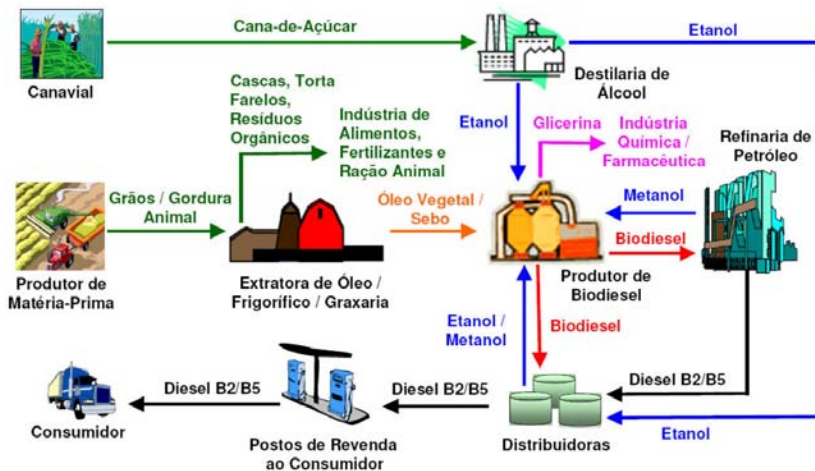 Cana-de-Açúcar
Etanol
Canavial
Destilaria de
Álcool
Cascas, Torta
Farelos,
Resíduos
Orgânicos
Indústria de
Alimentos,
Fertilizantes e
Ração Animal
Etanol
Glicerina
Indústria
Química /
Farmacéutica
Refinaria de
Petróleo
Grãos / Gordura
Animal
Óleo Vegetal /
Sebo
Metanol
Biodiesel
Produtor de
Matéria-Prima
Extratora de Óleo /
Frigorífico / Graxaria
Produtor de
Biodiesel
Etanol /
Metanol
Biodiesel
Diesel B2/B5
Diesel B2/B5
Diesel B2/B5
Consumidor
Postos de Revenda
ao Consumidor
Distribuidoras
Etanol